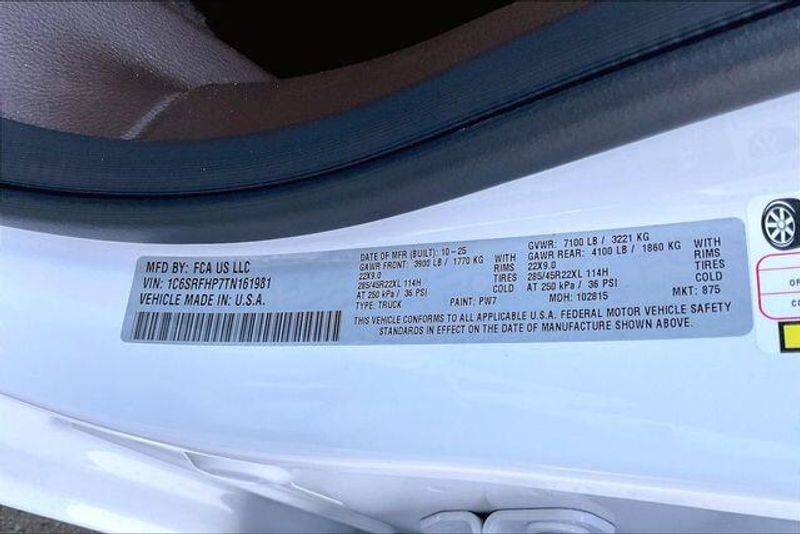 MFD BY: FCA US LLC
VIN: 1C6SRFHP7TN161981
VEHICLE MADE IN U.S.A.
DATE OF MFR (BUILT): 10-25
GAWR FRONT: 3900 LB / 1770 KG WITH
22X9.0 RIMS
285/45R22XL 114H TIRES
AT 250 kPa / 36 PSI COLD
TYPE: TRUCK PAINT: PW7
GVWR: 7100 LB / 3221 KG
GAWR REAR: 4100 LB / 1860 KG WITH
22X9.0 RIMS
285/45R22XL 114H TIRES
AT 250 kPa / 36 PSI COLD
MDH: 102815 MKT: 875
THIS VEHICLE CONFORMS TO ALL APPLICABLE U.S.A. FEDERAL MOTOR VEHICLE SAFETY
STANDARDS IN EFFECT ON THE DATE OF MANUFACTURE SHOWN ABOVE.